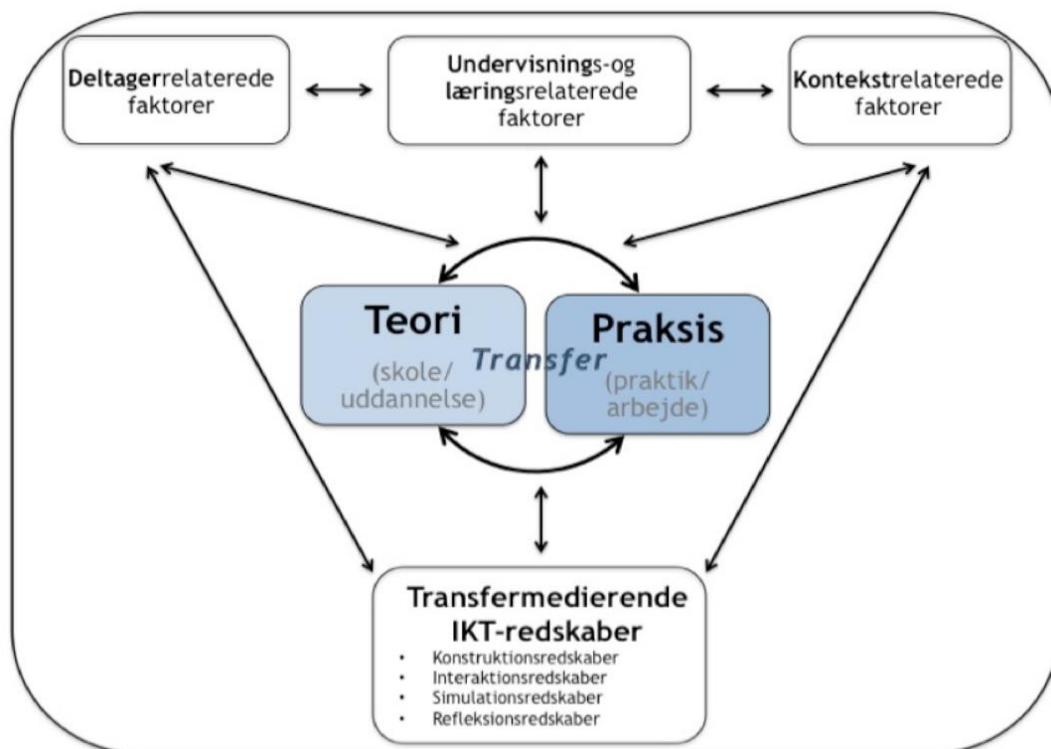 Deltagerrelaterede
faktorer
Undervisnings-og
læringsrelaterede
faktorer
Kontekstrelaterede
faktorer
Teori
(skole/
uddannelse)
Transfer
Praksis
(praktik/
arbejde)
Transfermedierende
IKT-redskaber
• Konstruktionsredskaber
• Interaktionsredskaber
• Simulationsredskaber
• Refleksionsredskaber